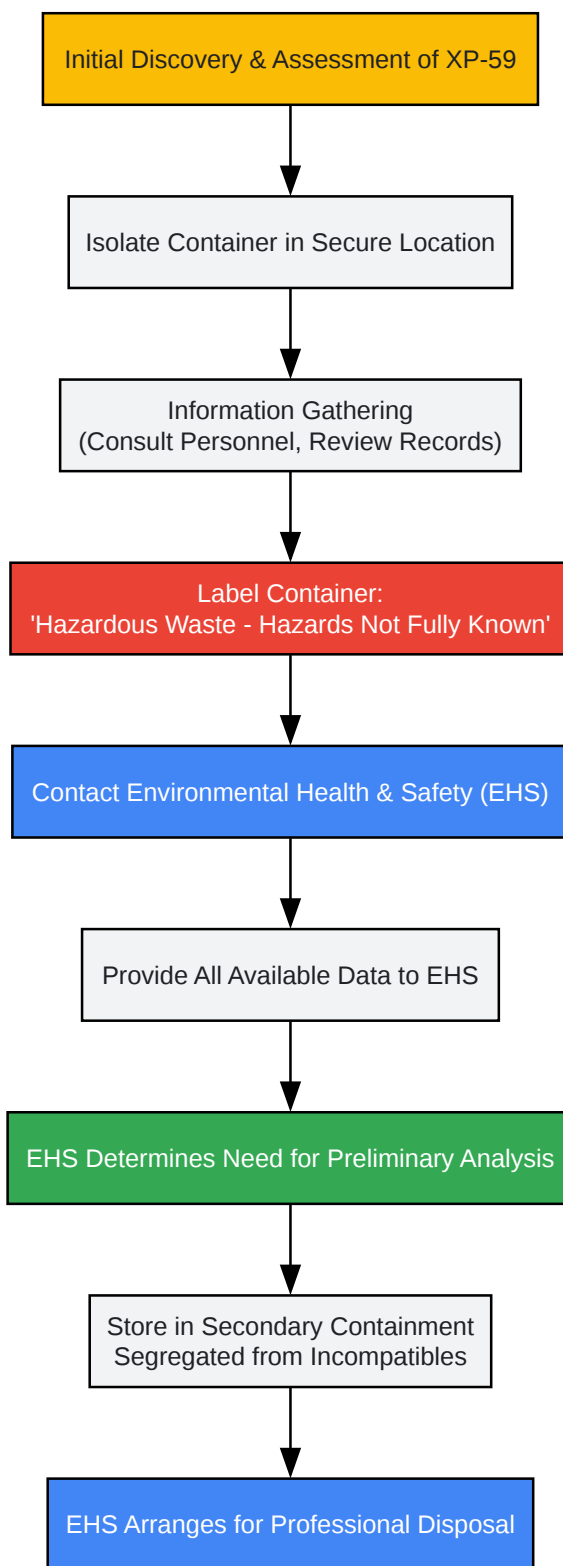 Initial Discovery & Assessment of XP-59
Isolate Container in Secure Location
Information Gathering
(Consult Personnel, Review Records)
Label Container:
'Hazardous Waste - Hazards Not Fully Known'
Contact Environmental Health & Safety (EHS)
Provide All Available Data to EHS
EHS Determines Need for Preliminary Analysis
Store in Secondary Containment
Segregated from Incompatibles
EHS Arranges for Professional Disposal